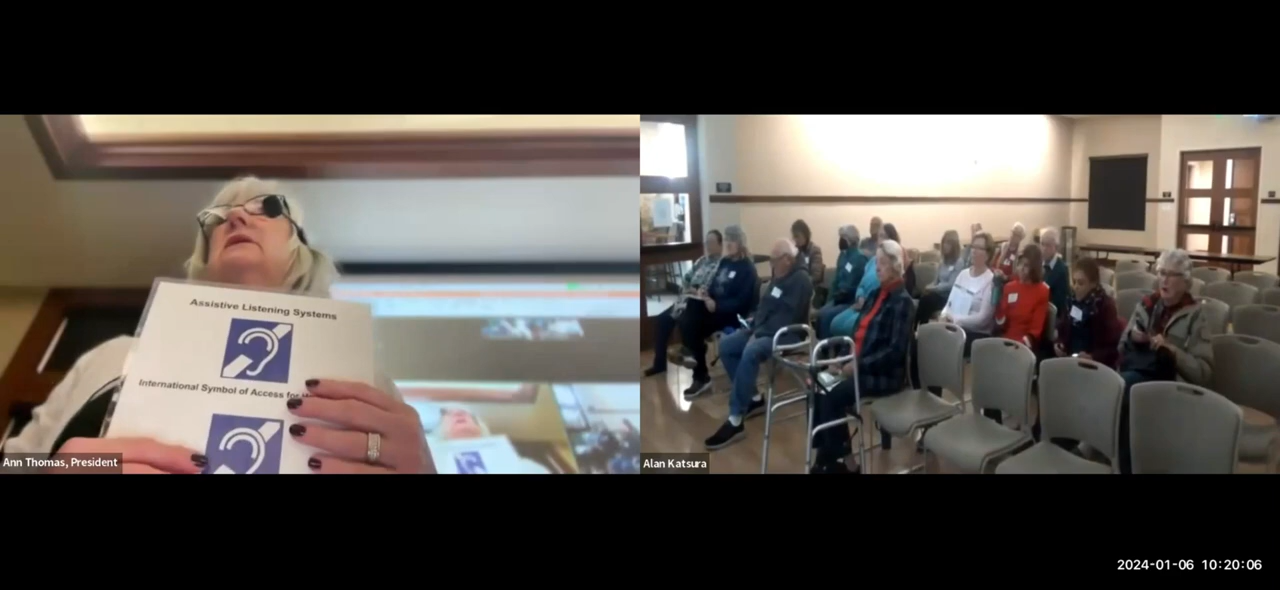 Assistive Listening Systems
International Symbol of Access for
Ann Thomas, President
Alan Katsura
2024-01-06 10:20:06